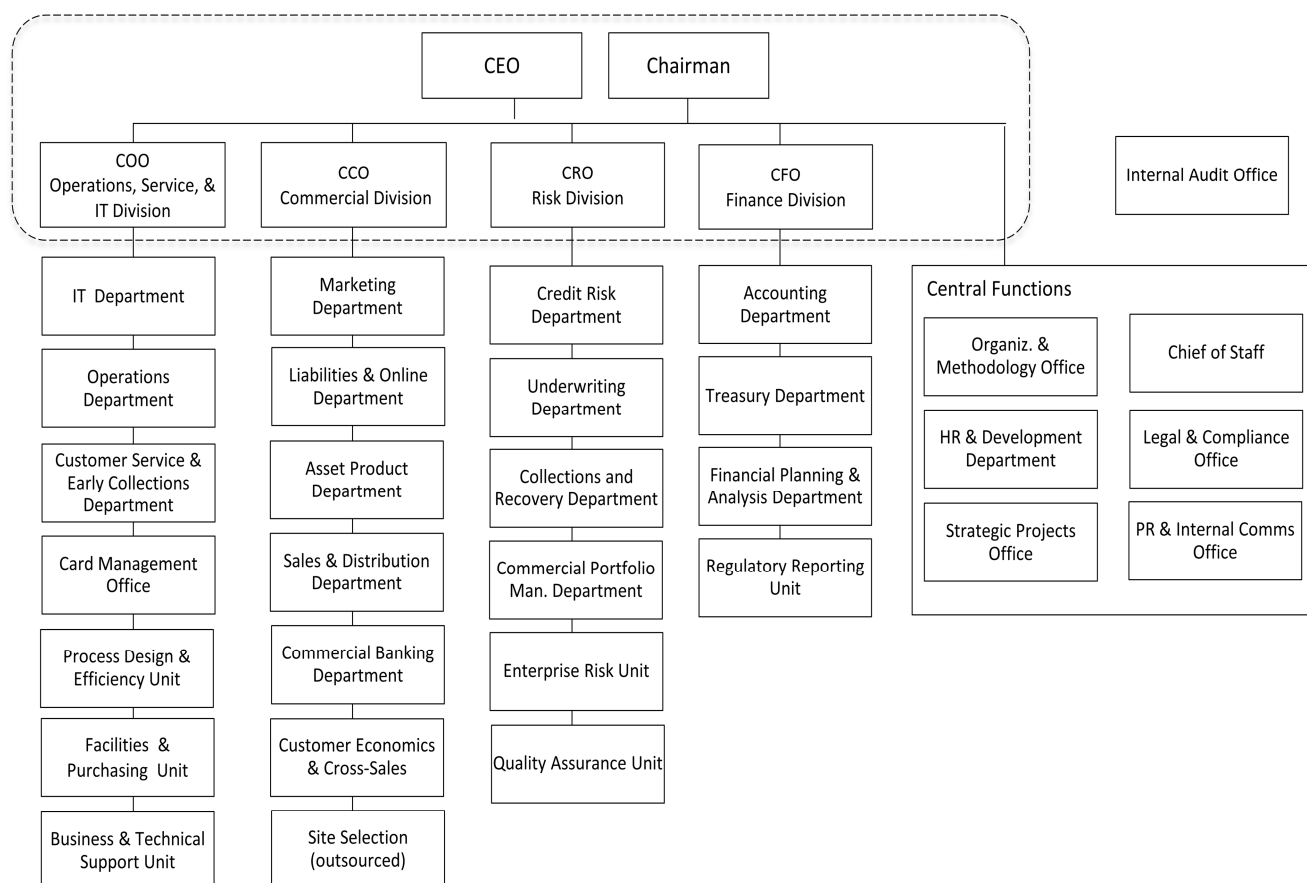 CEO
Chairman
COO
Operations, Service, &
IT Division
CCO
Commercial Division
CRO
Risk Division
CFO
Finance Division
Internal Audit Office
IT Department
Operations
Department
Customer Service &
Early Collections
Department
Card Management
Office
Process Design &
Efficiency Unit
Facilities &
Purchasing Unit
Business & Technical
Support Unit
Marketing
Department
Liabilities & Online
Department
Asset Product
Department
Sales & Distribution
Department
Commercial Banking
Department
Customer Economics
& Cross-Sales
Site Selection
(outsourced)
Credit Risk
Department
Underwriting
Department
Collections and
Recovery Department
Commercial Portfolio
Man. Department
Enterprise Risk Unit
Quality Assurance Unit
Accounting
Department
Treasury Department
Financial Planning &
Analysis Department
Regulatory Reporting
Unit
Central Functions
Organiz. &
Methodology Office
Chief of Staff
HR & Development
Department
Legal & Compliance
Office
Strategic Projects
Office
PR & Internal Comms
Office